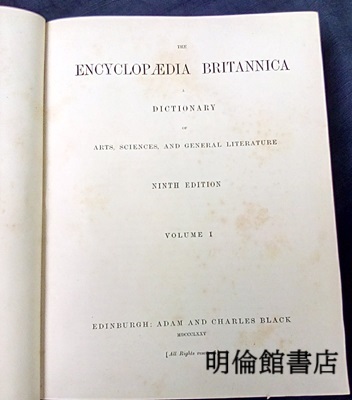 THE
ENCYCLOPÆDIA BRITANNICA
A
DICTIONARY
OF
ARTS, SCIENCES, AND GENERAL LITERATURE
NINTH EDITION
VOLUME I
EDINBURGH: ADAM AND CHARLES BLACK
MDCCCLXXV
[All Rights
明倫館書店